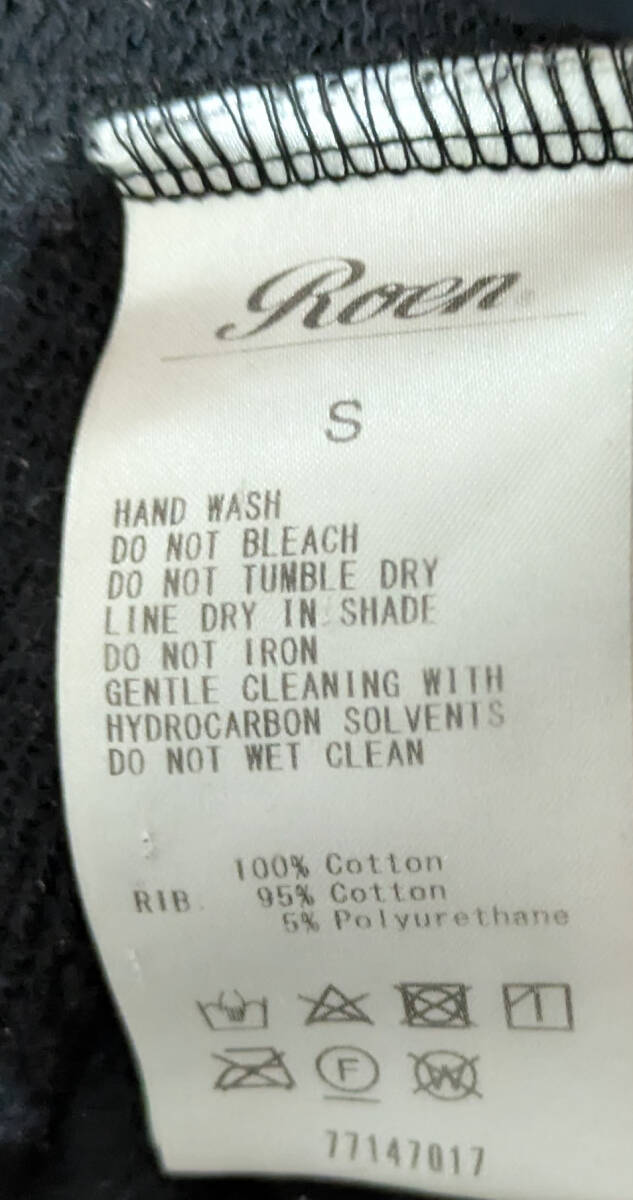 Roen
S
HAND WASH
DO NOT BLEACH
DO NOT TUMBLE DRY
LINE DRY IN SHADE
DO NOT IRON
GENTLE CLEANING WITH
HYDROCARBON SOLVENTS
DO NOT WET CLEAN
100% Cotton
RIB 95% Cotton
5% Polyurethane
F
W
77147017